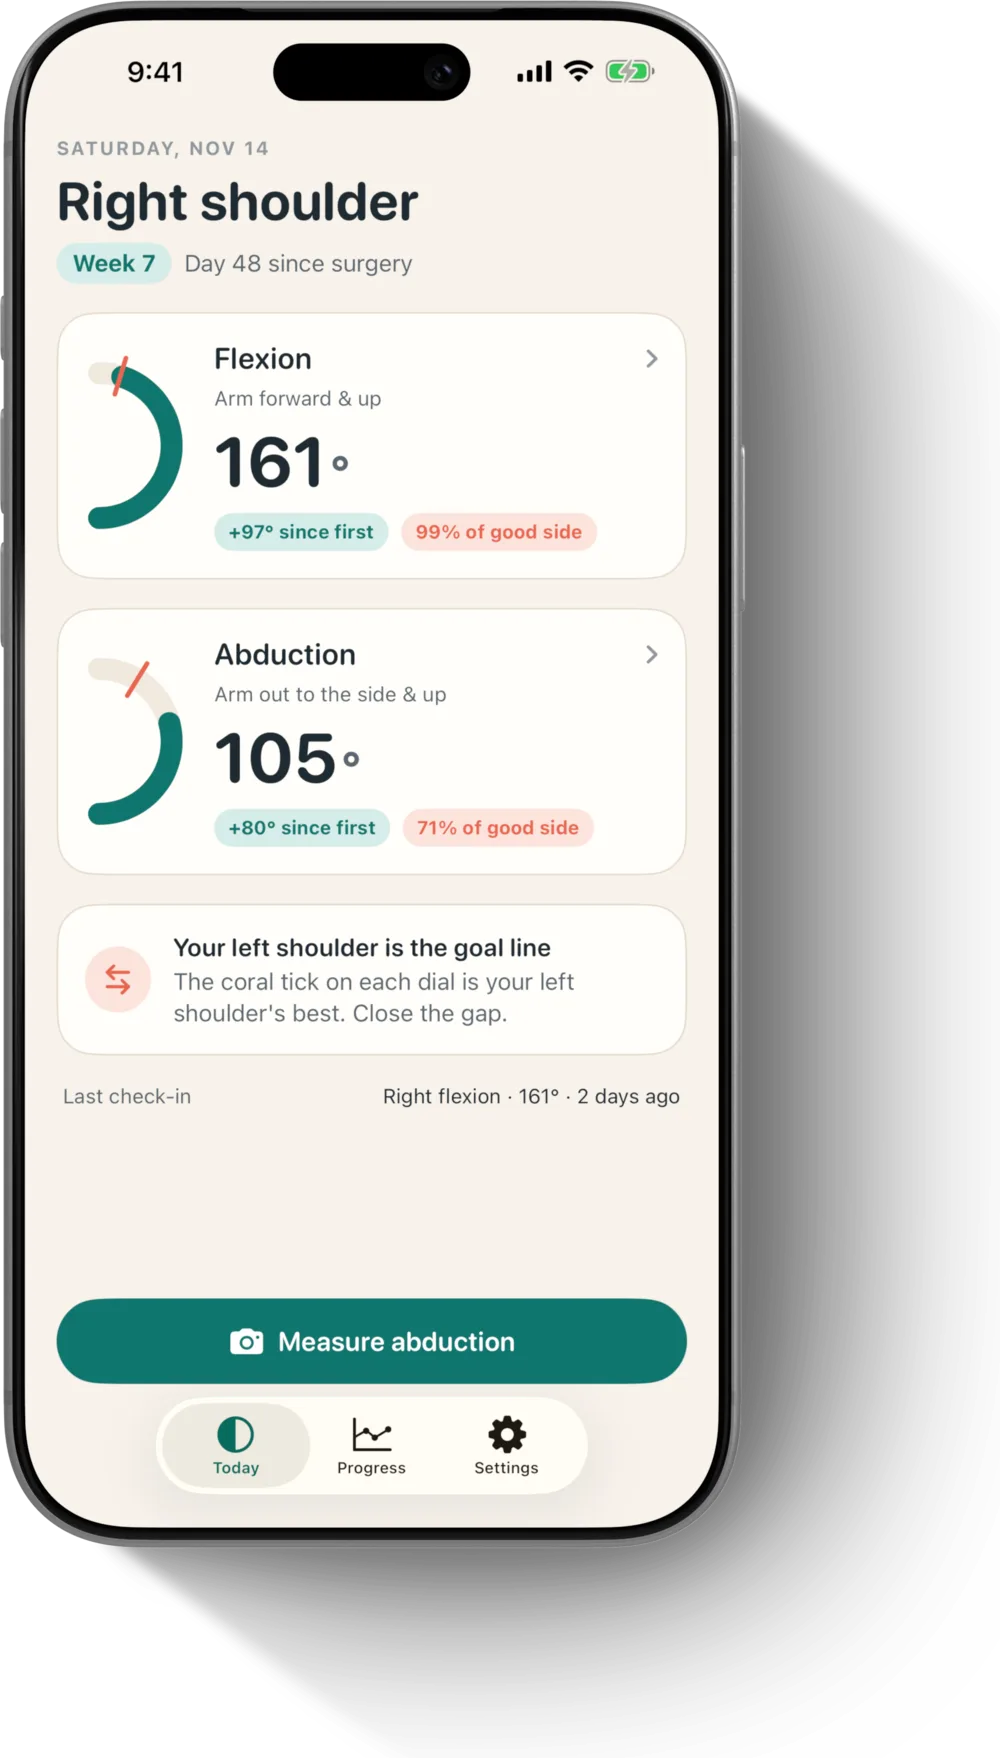 9:41
SATURDAY, NOV 14
Right shoulder
Week 7 Day 48 since surgery
Flexion
Arm forward & up
161°
+97° since first 99% of good side
Abduction
Arm out to the side & up
105°
+80° since first 71% of good side
Your left shoulder is the goal line
The coral tick on each dial is your left
shoulder's best. Close the gap.
Last check-in Right flexion · 161° · 2 days ago
Measure abduction
Today Progress Settings